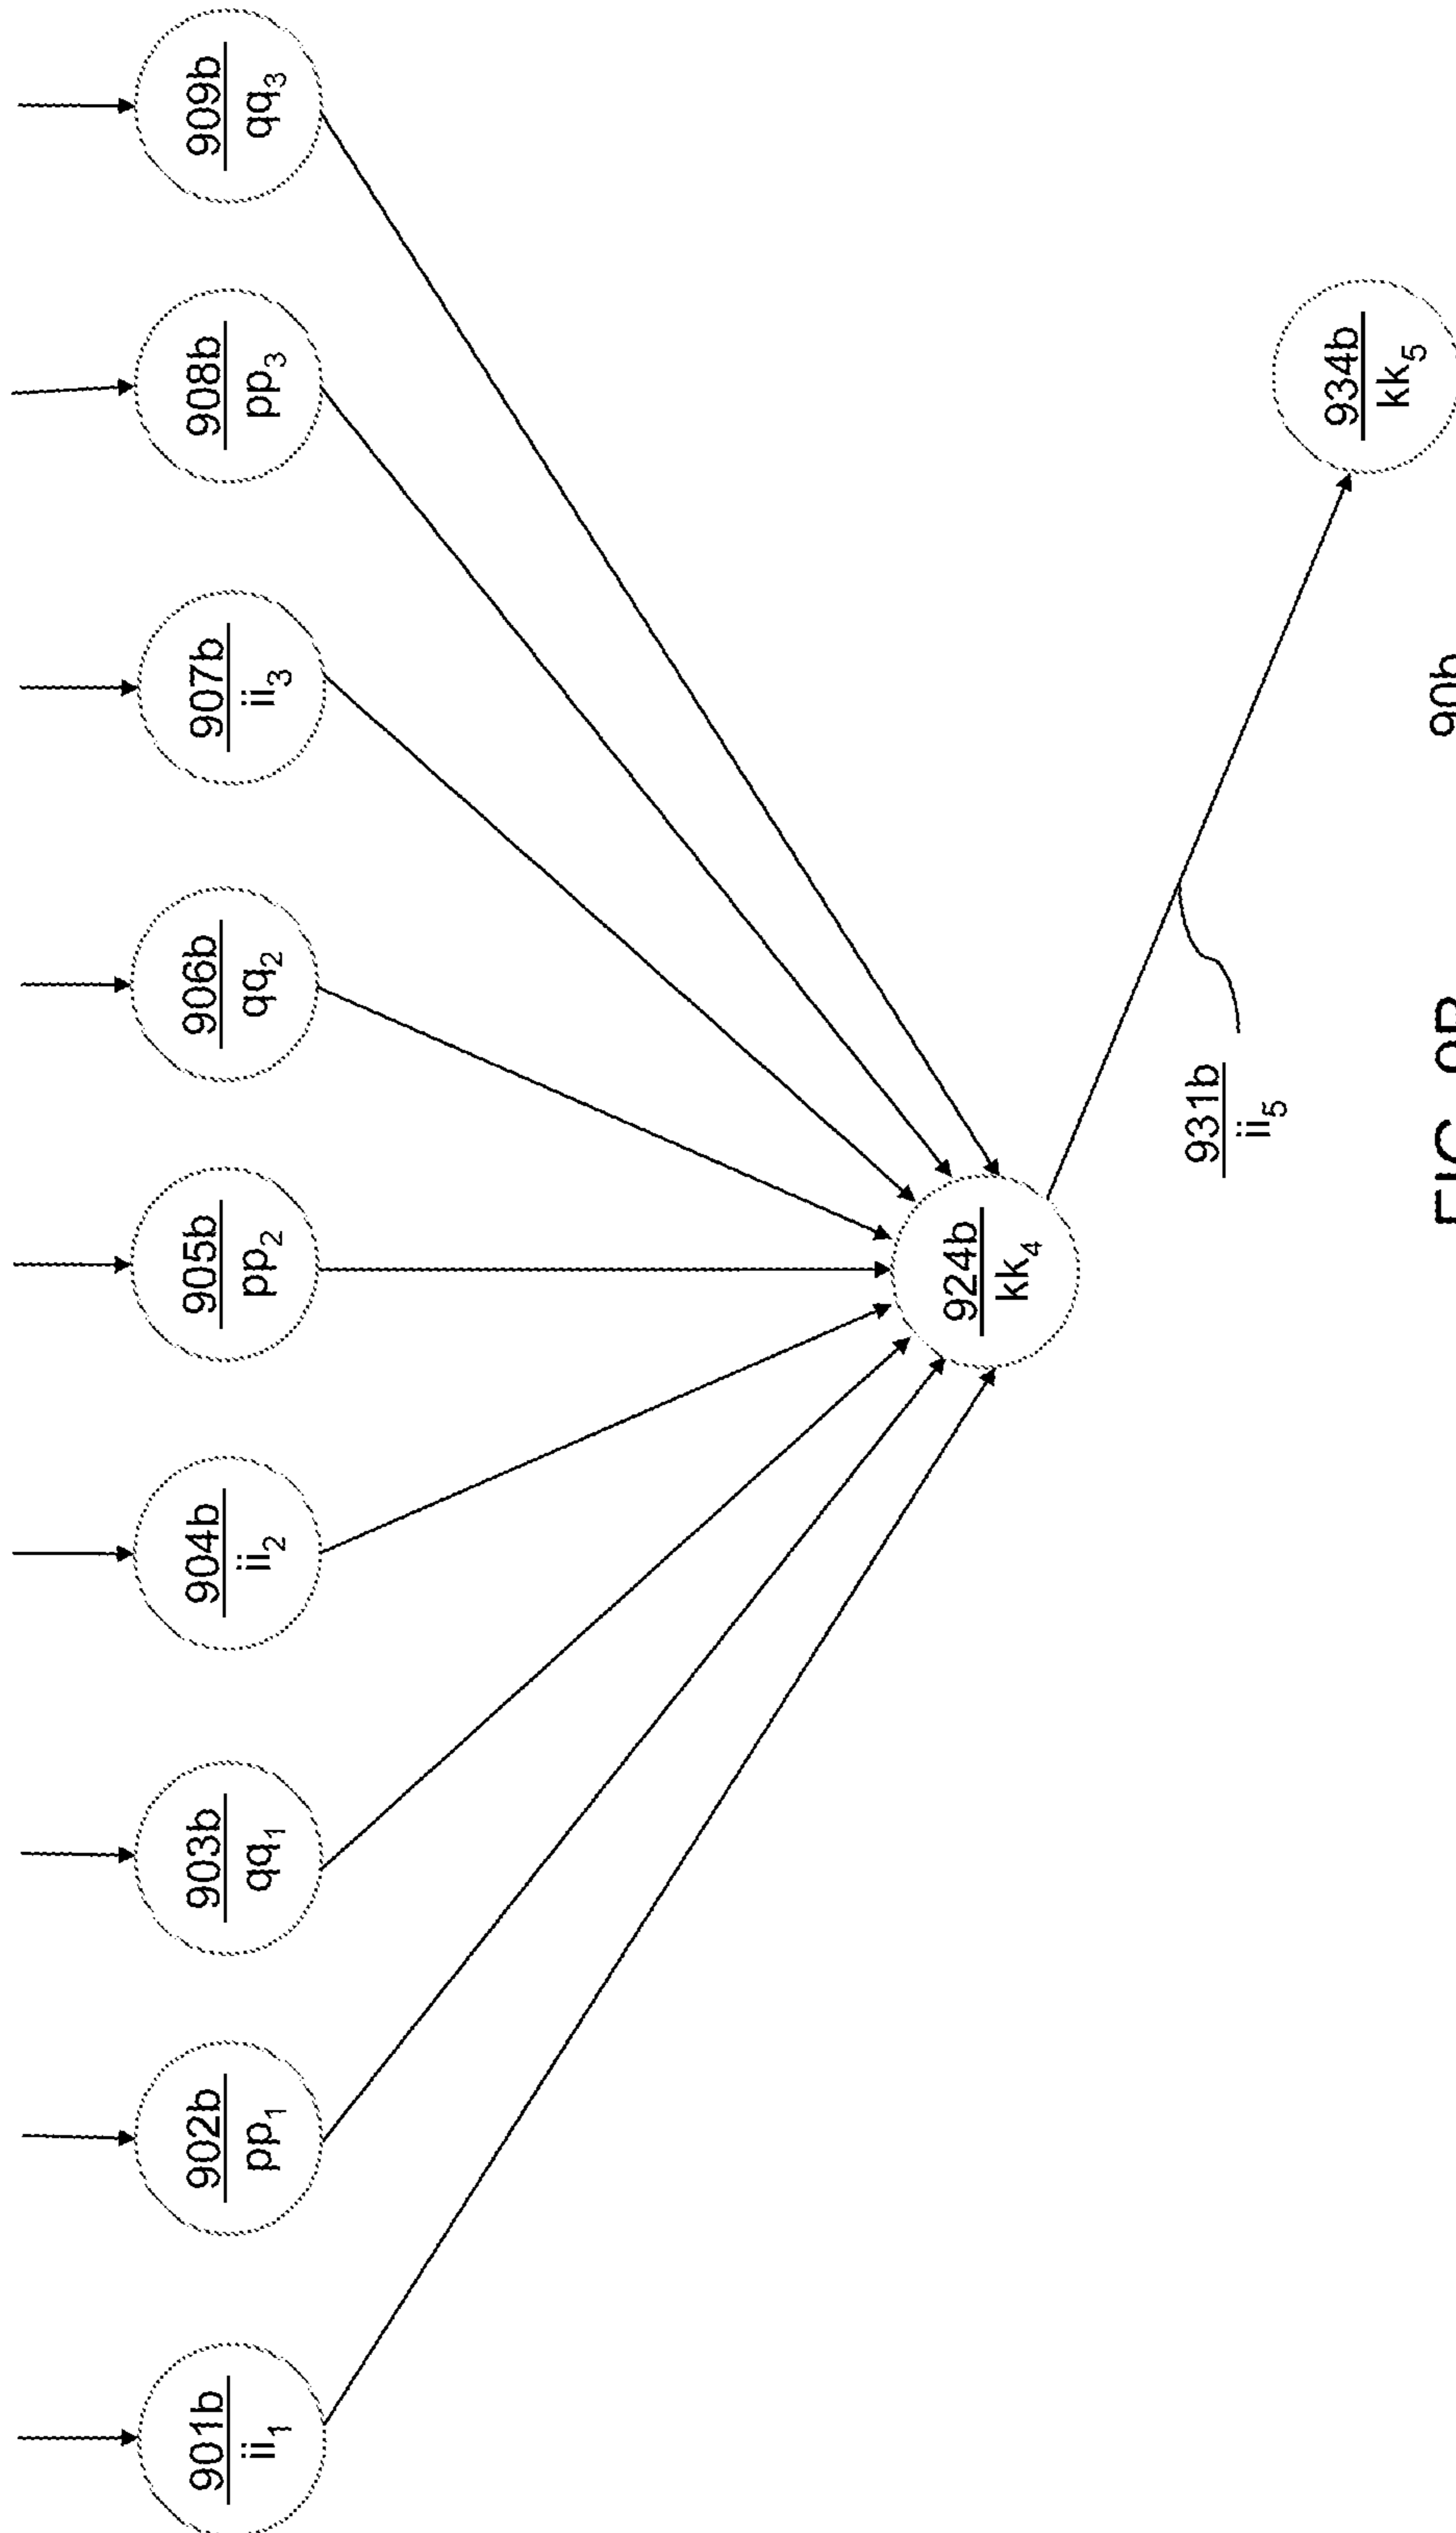 901b
ii₁
902b
pp₁
903b
qq₁
904b
ii₂
905b
pp₂
906b
qq₂
907b
ii₃
908b
pp₃
909b
qq₃
924b
kk₄
931b
ii₅
934b
kk₅
90b